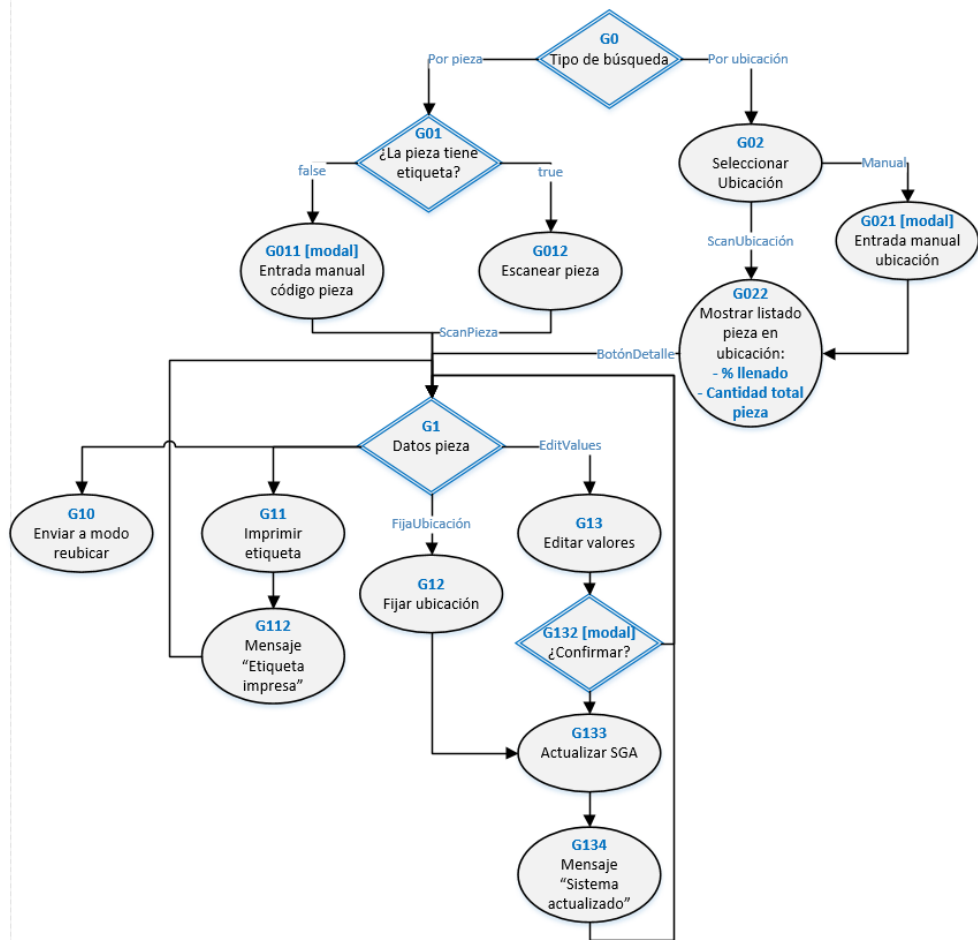 G0
Tipo de búsqueda
Por pieza
Por ubicación
G01
¿La pieza tiene
etiqueta?
false
true
G02
Seleccionar
Ubicación
Manual
G011 [modal]
Entrada manual
código pieza
G012
Escanear pieza
ScanUbicación
G021 [modal]
Entrada manual
ubicación
ScanPieza
BotónDetalle
G022
Mostrar listado
pieza en
ubicación:
- % llenado
- Cantidad total
pieza
G1
Datos pieza
EditValues
G10
Enviar a modo
reubicar
G11
Imprimir
etiqueta
FijaUbicación
G13
Editar valores
G12
Fijar ubicación
G112
Mensaje
“Etiqueta
impresa”
G132 [modal]
¿Confirmar?
G133
Actualizar SGA
G134
Mensaje
“Sistema
actualizado”